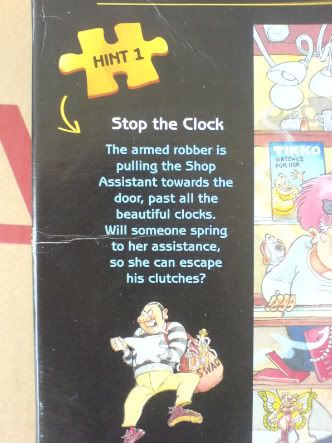 HINT 1
Stop the Clock
The armed robber is
pulling the Shop
Assistant towards the
door, past all the
beautiful clocks.
Will someone spring
to her assistance,
so she can escape
his clutches?
TIKKO
WATCHES
FOR HER
SWAG